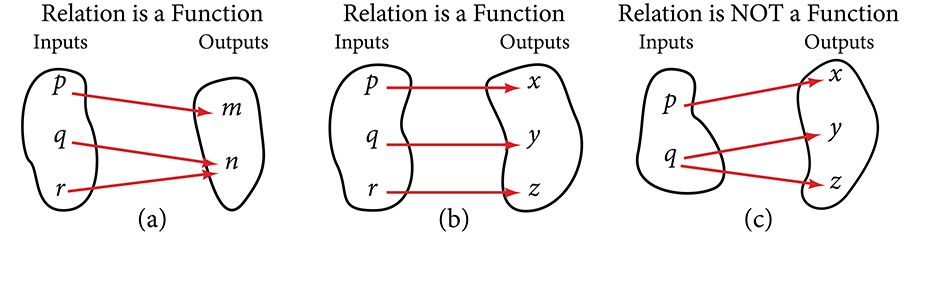 Relation is a Function
Inputs Outputs
p
q
r
m
n
(a)
Relation is a Function
Inputs Outputs
p
q
r
x
y
z
(b)
Relation is NOT a Function
Inputs Outputs
p
q
x
y
z
(c)